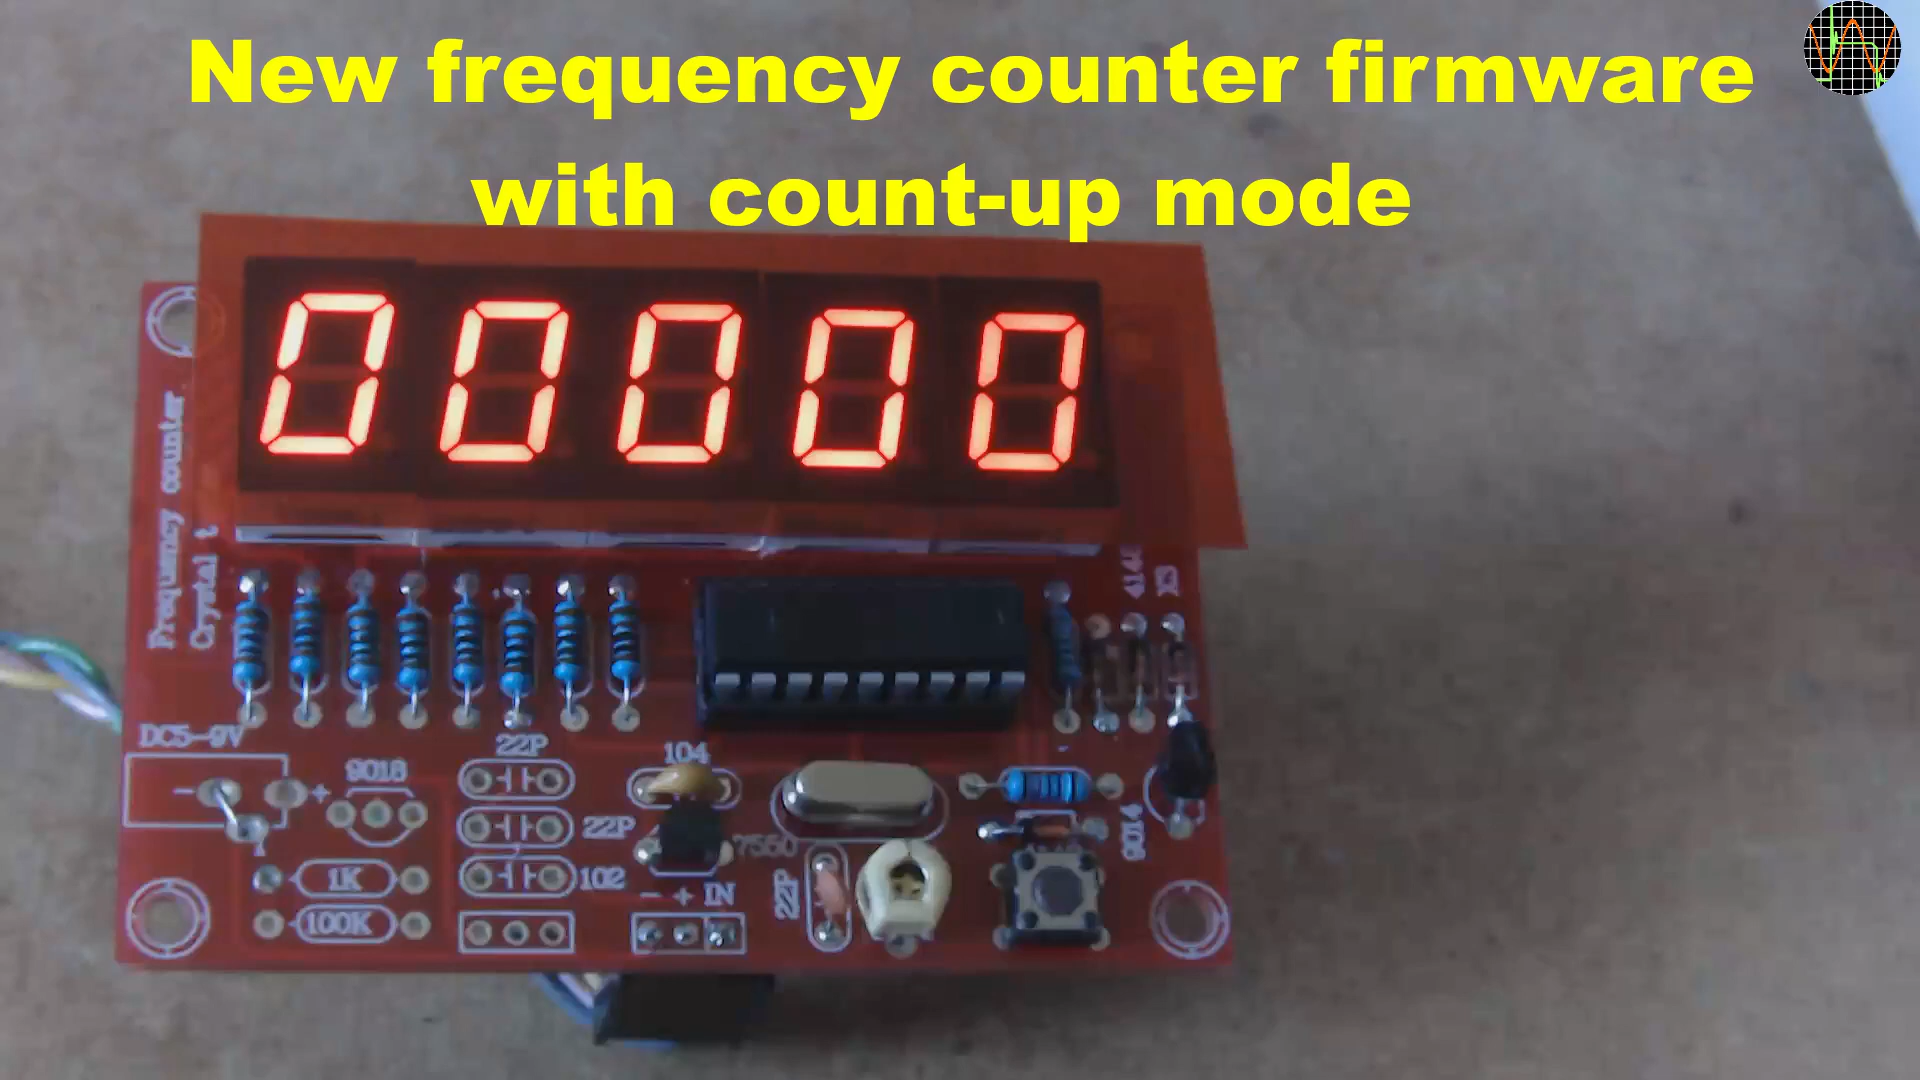 New frequency counter firmware
with count-up mode
00000
Frequency counter
Crystal t
DC5-9V
- +
9018
1K
100K
22P
22P
102
104
7550
- + IN
22P
9014